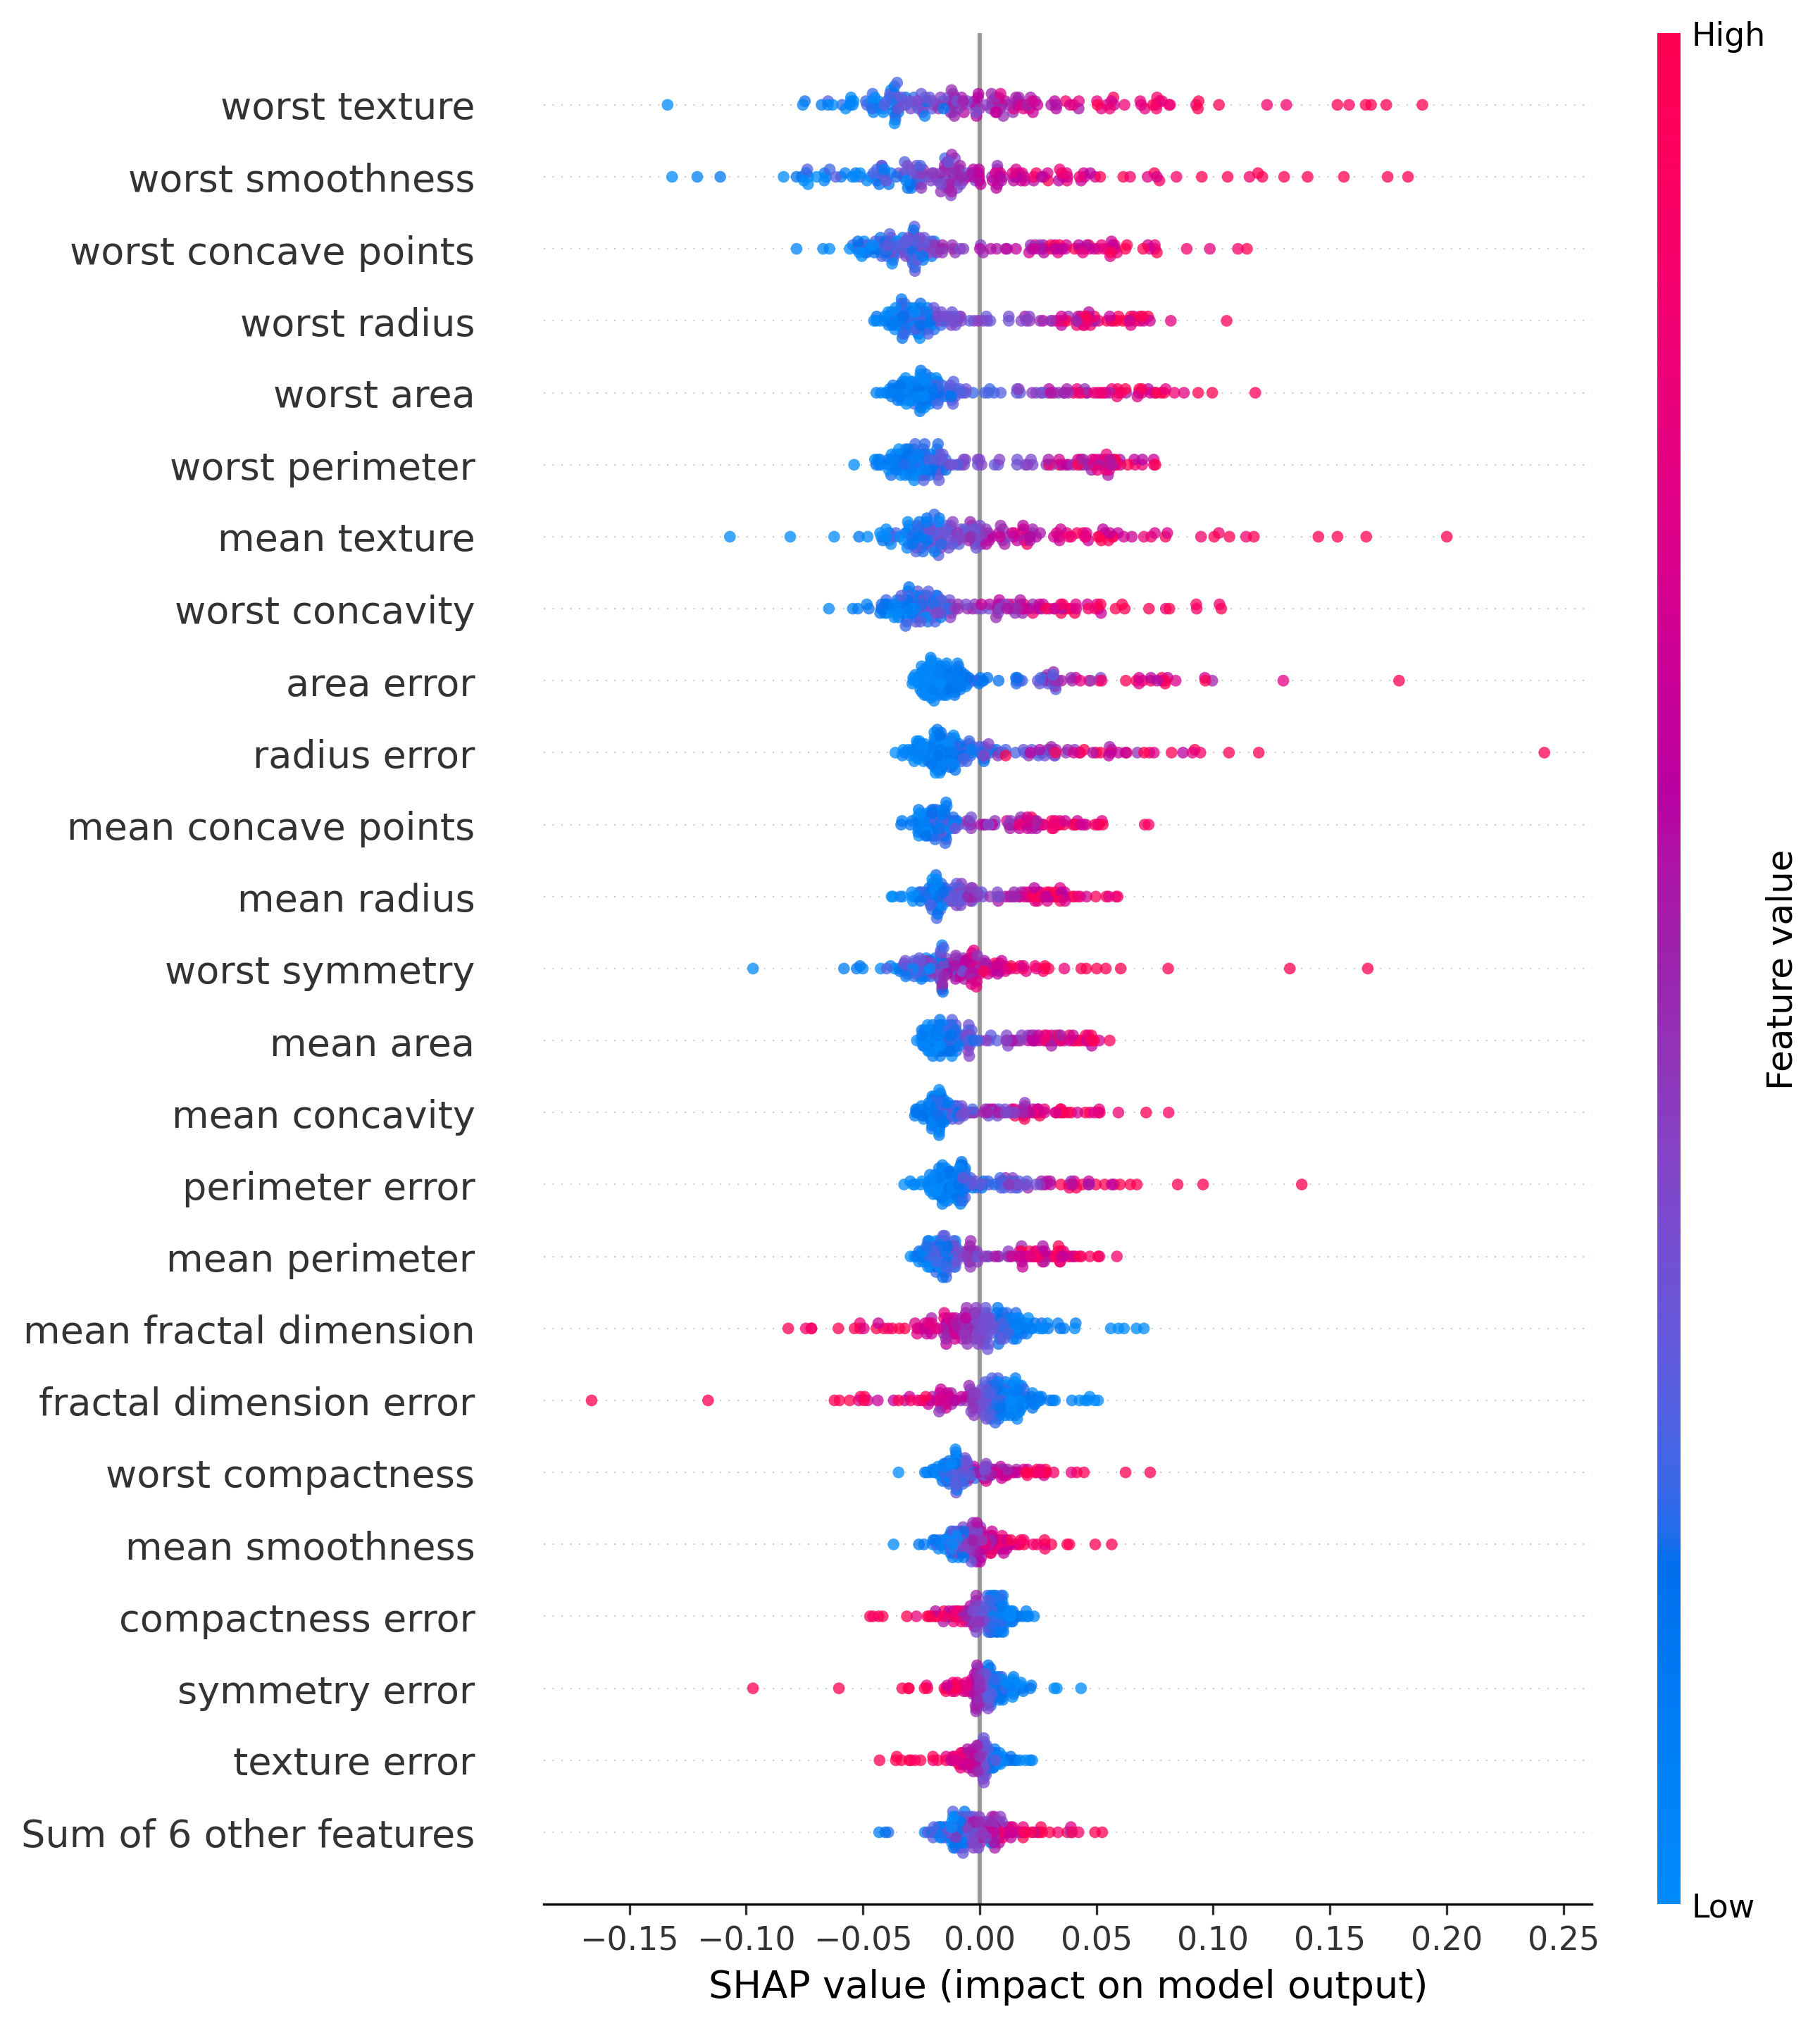 High
worst texture
worst smoothness
worst concave points
worst radius
worst area
worst perimeter
mean texture
worst concavity
area error
radius error
mean concave points
mean radius
worst symmetry
mean area
mean concavity
perimeter error
mean perimeter
mean fractal dimension
fractal dimension error
worst compactness
mean smoothness
compactness error
symmetry error
texture error
Sum of 6 other features
Feature value
Low
−0.15 −0.10 −0.05 0.00 0.05 0.10 0.15 0.20 0.25
SHAP value (impact on model output)